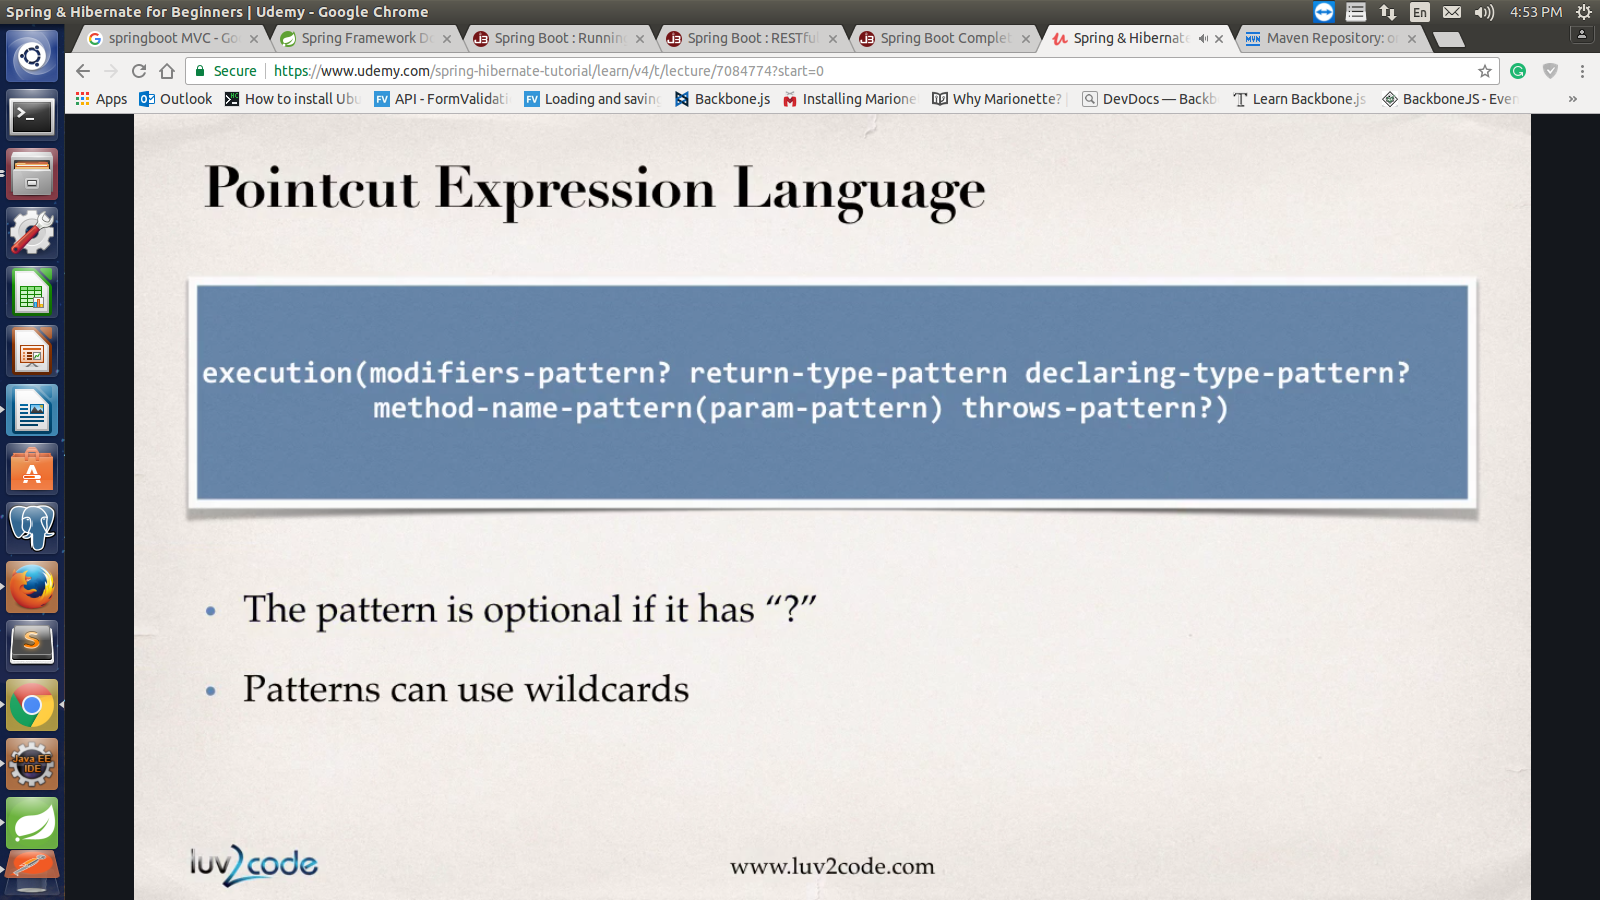 Spring & Hibernate for Beginners | Udemy - Google Chrome
En
4:53 PM
springboot MVC - Go
Spring Framework D
Spring Boot : Runnin
Spring Boot : RESTfu
Spring Boot Complet
Spring & Hibernate
Maven Repository: o
Secure
https://www.udemy.com/spring-hibernate-tutorial/learn/v4/t/lecture/7084774?start=0
Apps
Outlook
How to install Ubu
FV
API - FormValidati
FV
Loading and saving
Backbone.js
Installing Marione
Why Marionette?
DevDocs — Backb
Learn Backbone.js
BackboneJS - Even
Pointcut Expression Language
execution(modifiers-pattern? return-type-pattern declaring-type-pattern?
method-name-pattern(param-pattern) throws-pattern?)
• The pattern is optional if it has “?”
• Patterns can use wildcards
Java EE
IDE
luv2code
www.luv2code.com